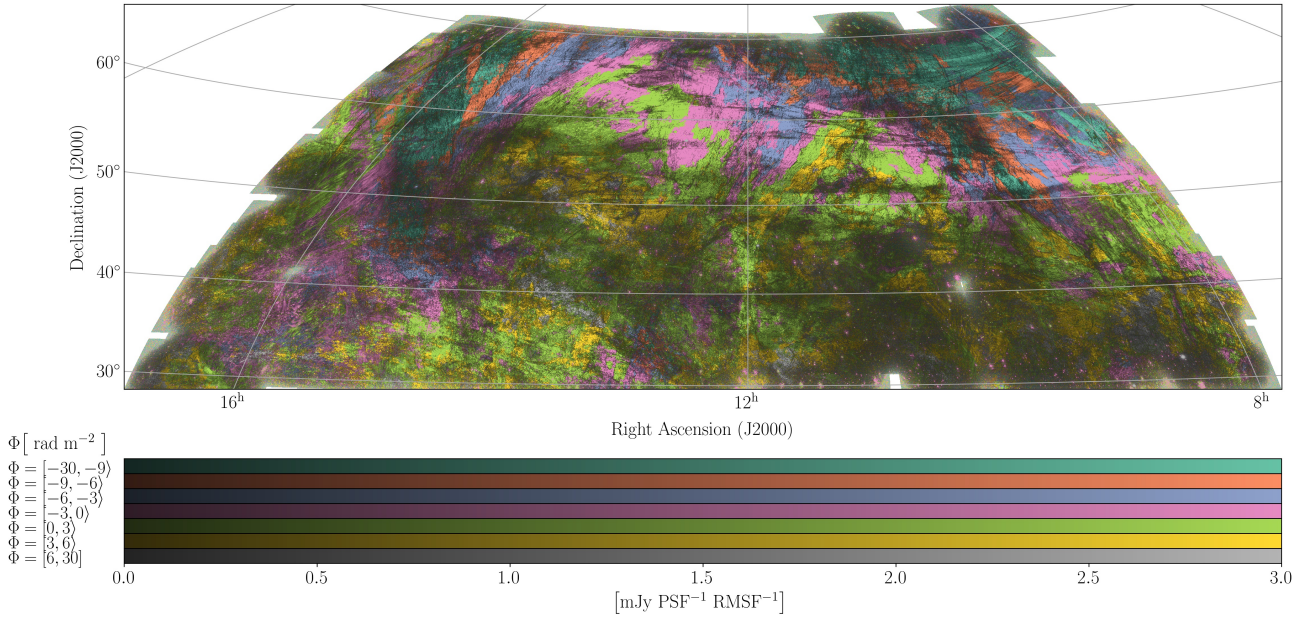 60°
50°
40°
30°
Declination (J2000)
16ʰ 12ʰ 8ʰ
Right Ascension (J2000)
Φ [ rad m⁻² ]
Φ = [−30, −9⟩
Φ = [−9, −6⟩
Φ = [−6, −3⟩
Φ = [−3, 0⟩
Φ = [0, 3⟩
Φ = [3, 6⟩
Φ = [6, 30]
0.0 0.5 1.0 1.5 2.0 2.5 3.0
[mJy PSF⁻¹ RMSF⁻¹]